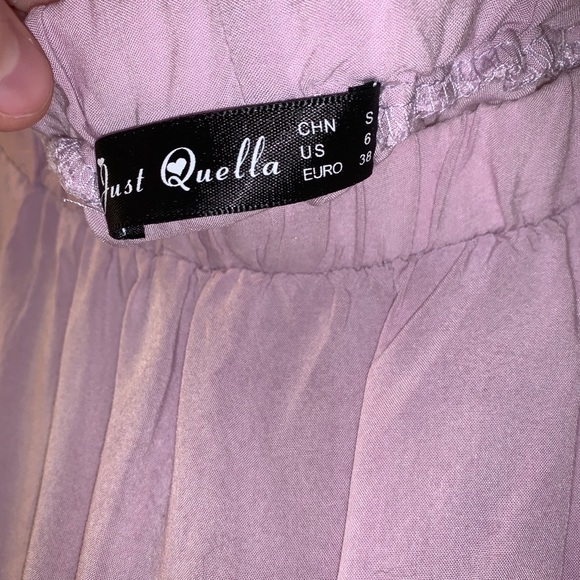 Just Quella
CHN S
US 6
EURO 38